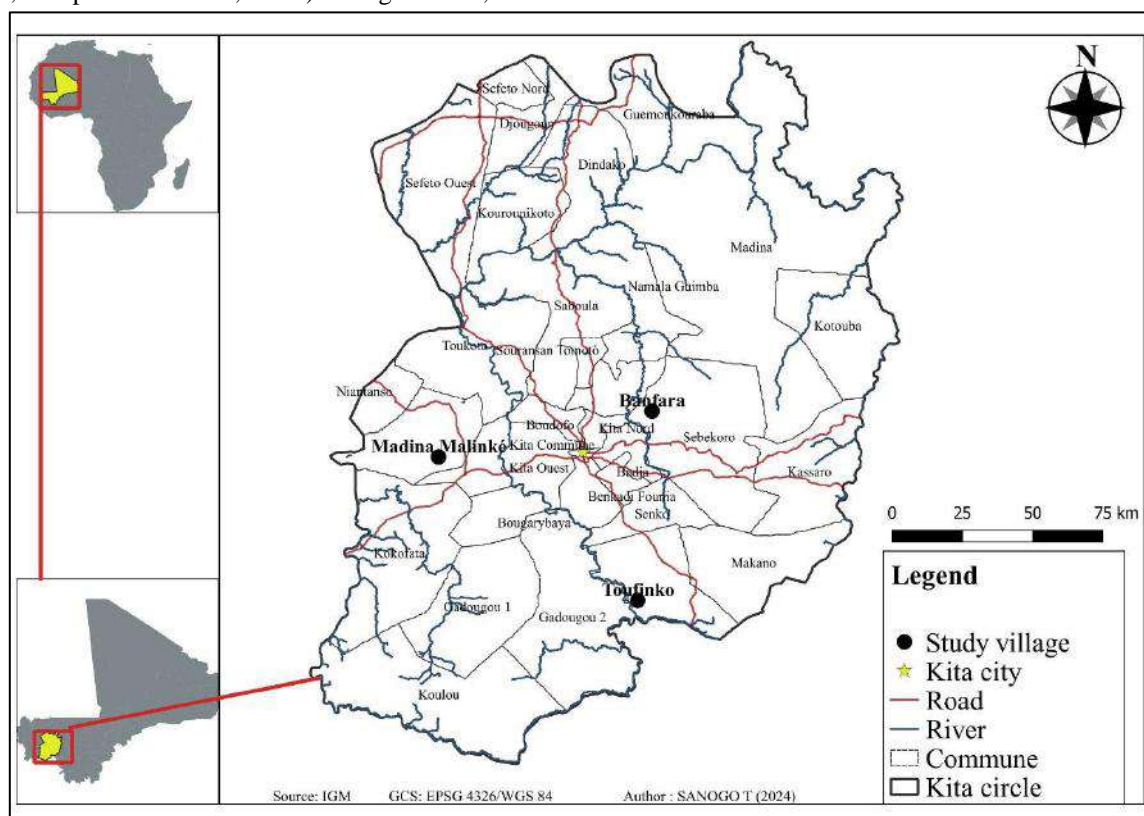 N
Sefeto Nord
Djougoun
Guemoukouraba
Dindako
Sefeto Ouest
Kourounikoto
Madina
Namala Guimba
Saboula
Kotouba
Toukoto
Souransan Tomoto
Niantanso
Banfara
Boudofo
Kita Nord
Madina Malinké
Kita Commune
Sebekoro
Kita Ouest
Badia
Kassaro
Benkadi Founia
Senko
Bougarybaya
0 25 50 75 km
Kokofata
Makano
Legend
Toufinko
Gadougou 1
Gadougou 2
Study village
Kita city
Koulou
Road
River
Commune
Kita circle
Source: IGM GCS: EPSG 4326/WGS 84 Author : SANOGO T (2024)